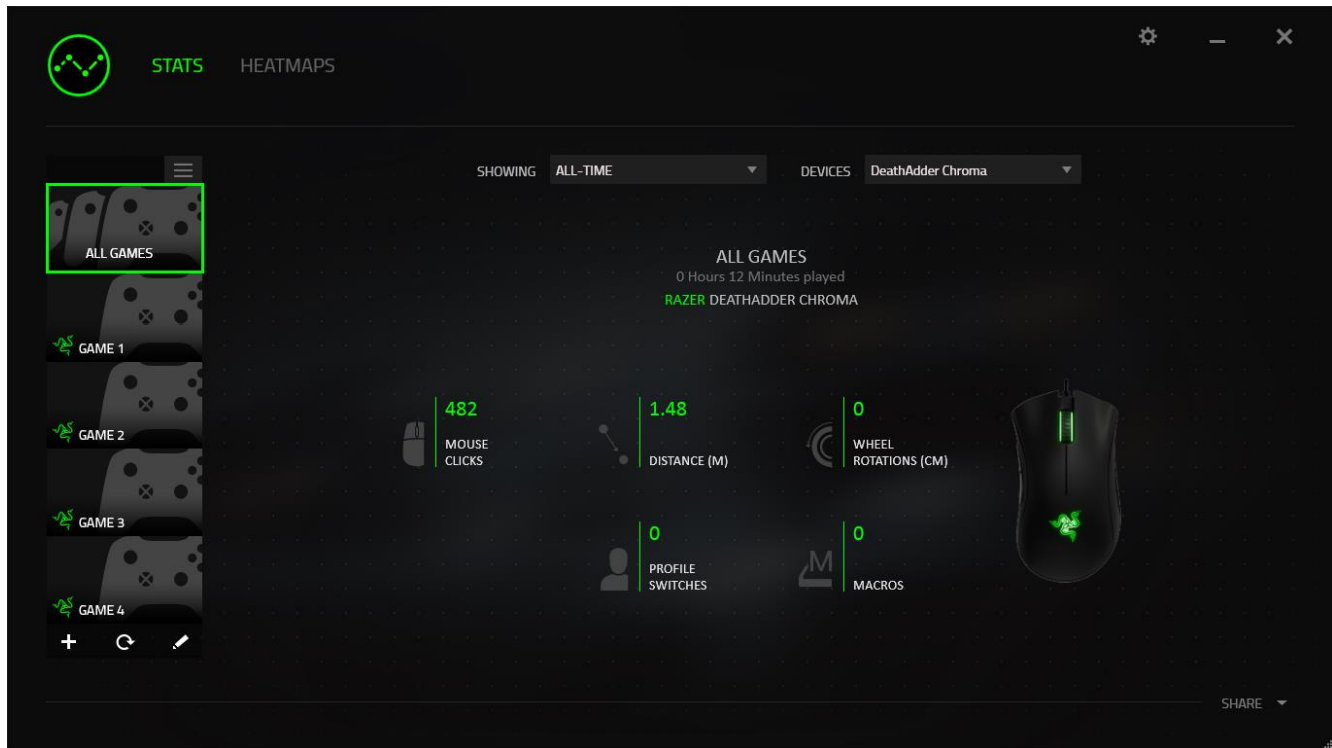 STATS HEATMAPS
SHOWING ALL-TIME DEVICES DeathAdder Chroma
ALL GAMES
GAME 1
GAME 2
GAME 3
GAME 4
ALL GAMES
0 Hours 12 Minutes played
RAZER DEATHADDER CHROMA
482
MOUSE
CLICKS
1.48
DISTANCE (M)
0
WHEEL
ROTATIONS (CM)
0
PROFILE
SWITCHES
M
0
MACROS
SHARE